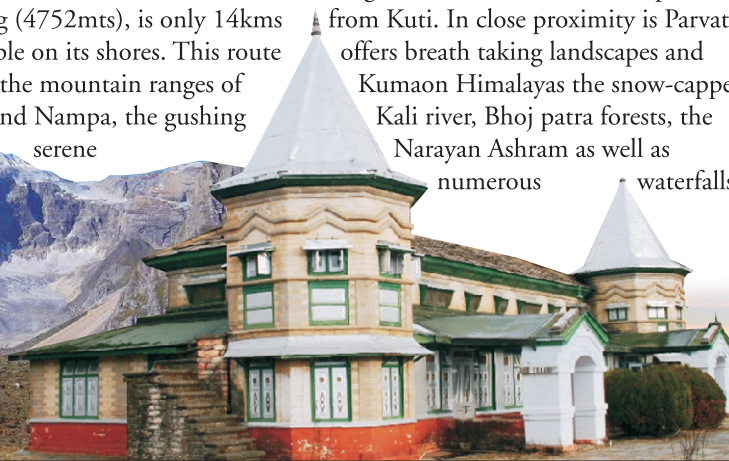 g (4752mts), is only 14kms from Kuti. In close proximity is Parvat
ble on its shores. This route offers breath taking landscapes and
the mountain ranges of Kumaon Himalayas the snow-cappe
nd Nampa, the gushing Kali river, Bhoj patra forests, the
serene Narayan Ashram as well as
numerous waterfalls